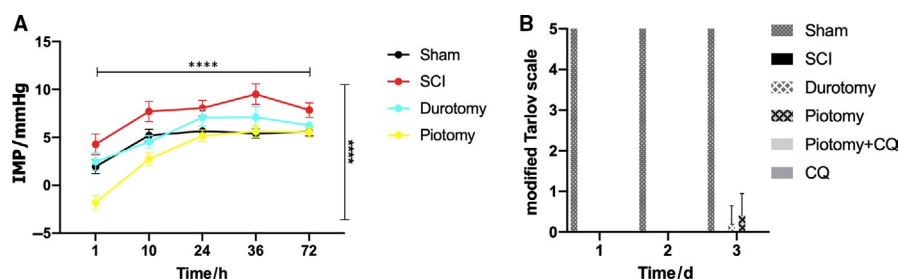 A
IMP/mmHg
15
10
5
0
–5
****
****
1 10 24 36 72
Time/h
Sham
SCI
Durotomy
Piotomy
B
modified Tarlov scale
5
4
3
2
1
0
1 2 3
Time/d
Sham
SCI
Durotomy
Piotomy
Piotomy+CQ
CQ